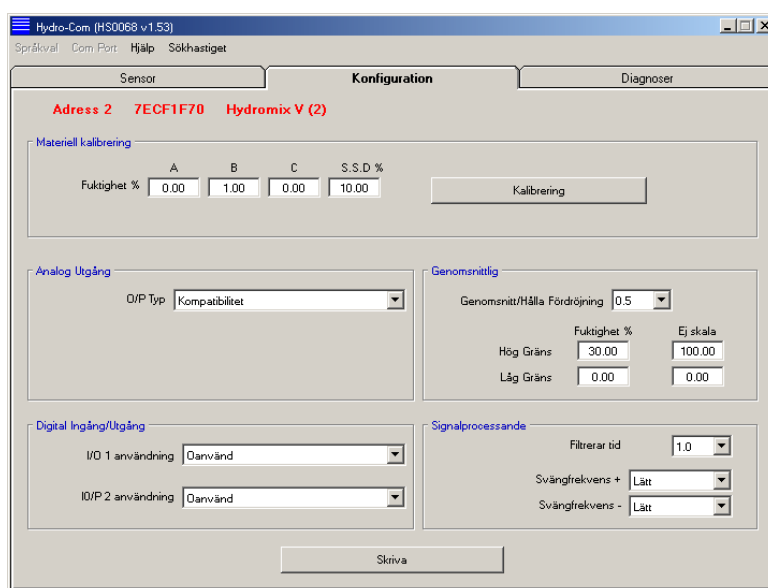 Hydro-Com (HS0068 v1.53)
Språkval Com Port Hjälp Sökhastiget
Sensor Konfiguration Diagnoser
Adress 2 7ECF1F70 Hydromix V (2)
Materiell kalibrering
A B C S.S.D %
Fuktighet % 0.00 1.00 0.00 10.00 Kalibrering
Analog Utgång
O/P Typ Kompatibilitet
Genomsnittlig
Genomsnitt/Hålla Fördröjning 0.5
Fuktighet % Ej skala
Hög Gräns 30.00 100.00
Låg Gräns 0.00 0.00
Digital Ingång/Utgång
I/O 1 användning Oanvänd
IO/P 2 användning Oanvänd
Signalprocessande
Filtrerar tid 1.0
Svängfrekvens + Lätt
Svängfrekvens - Lätt
Skriva